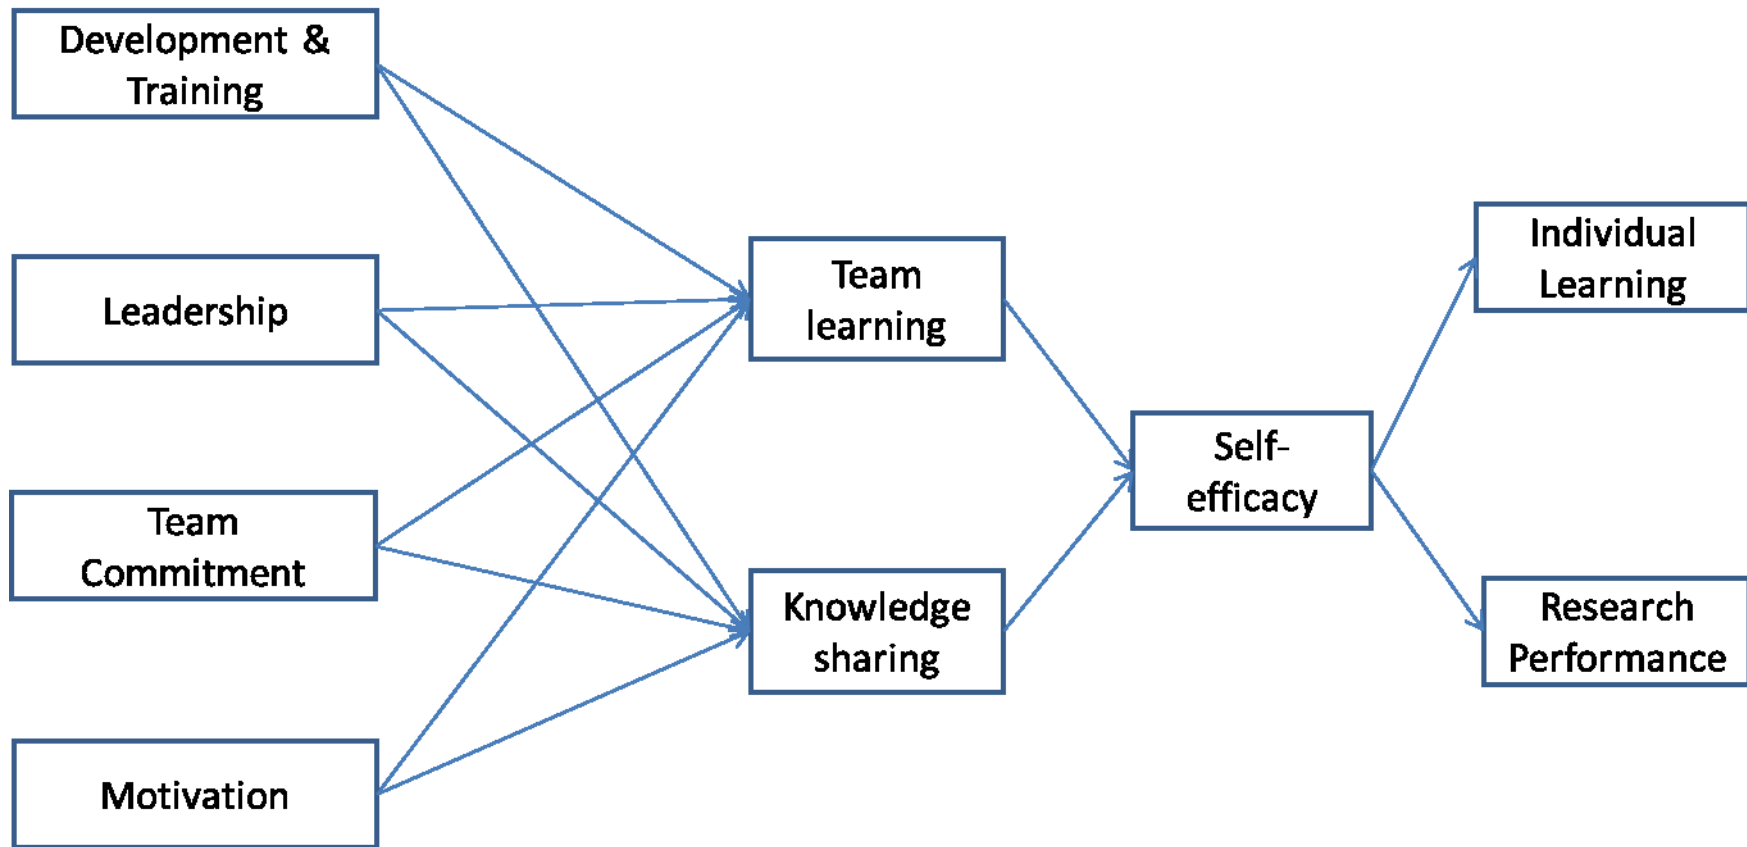 Development &
Training
Leadership
Team
Commitment
Motivation
Team
learning
Knowledge
sharing
Self-
efficacy
Individual
Learning
Research
Performance